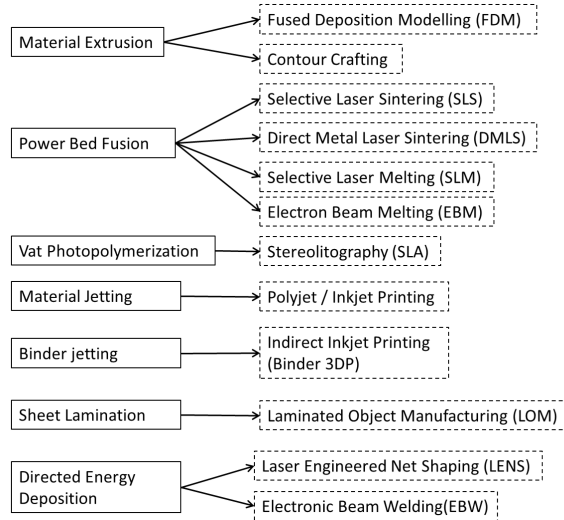 Material Extrusion
Fused Deposition Modelling (FDM)
Contour Crafting
Power Bed Fusion
Selective Laser Sintering (SLS)
Direct Metal Laser Sintering (DMLS)
Selective Laser Melting (SLM)
Electron Beam Melting (EBM)
Vat Photopolymerization
Stereolitography (SLA)
Material Jetting
Polyjet / Inkjet Printing
Binder jetting
Indirect Inkjet Printing
(Binder 3DP)
Sheet Lamination
Laminated Object Manufacturing (LOM)
Directed Energy
Deposition
Laser Engineered Net Shaping (LENS)
Electronic Beam Welding(EBW)